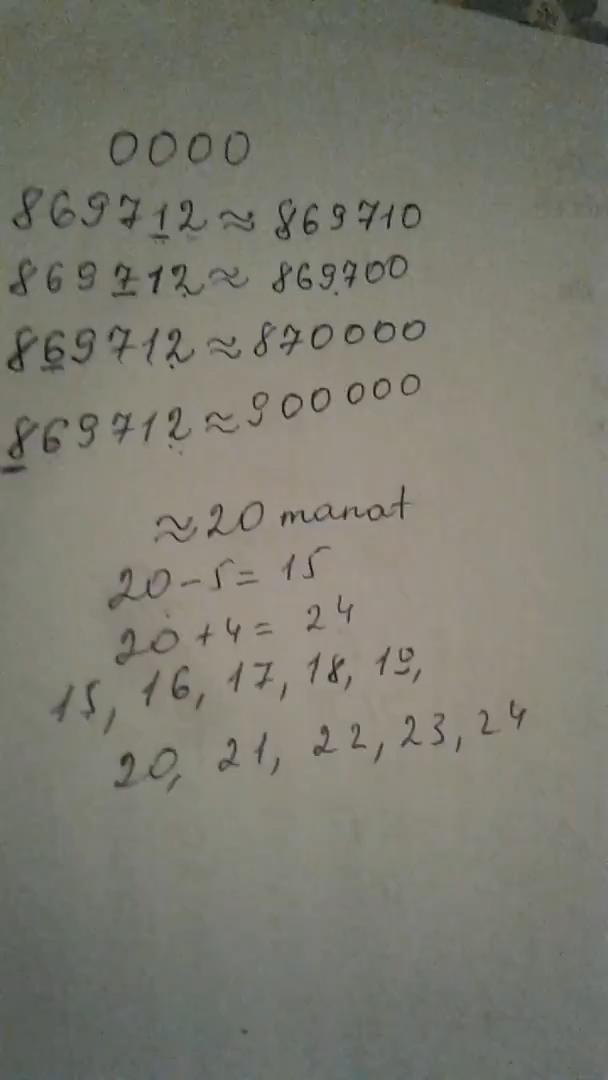 0000
869712 ≈ 869710
869712 ≈ 869700
869712 ≈ 870000
869712 ≈ 900000
≈ 20 manat
20 - 5 = 15
20 + 4 = 24
15, 16, 17, 18, 19,
20, 21, 22, 23, 24